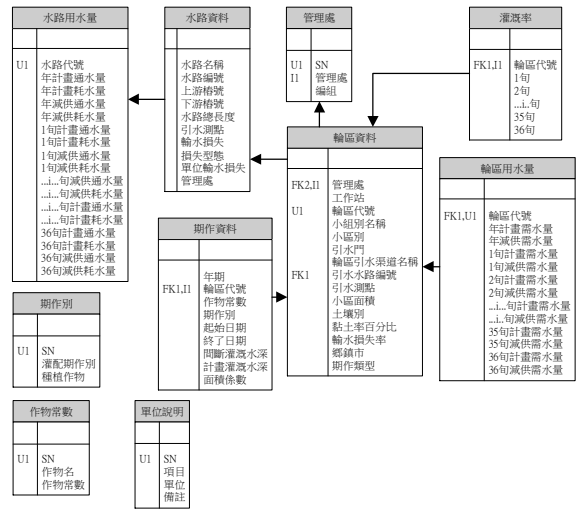 水路用水量
U1 水路代號
年計畫通水量
年計畫耗水量
年減供通水量
年減供耗水量
1旬計畫通水量
1旬計畫耗水量
1旬減供通水量
1旬減供耗水量
...i...旬減供通水量
...i...旬減供耗水量
...i...旬計畫通水量
...i...旬計畫耗水量
36旬計畫通水量
36旬計畫耗水量
36旬減供通水量
36旬減供耗水量
水路資料
水路名稱
水路編號
上游樁號
下游樁號
水路總長度
引水測點
輸水損失
損失型態
單位輸水損失
管理處
管理處
U1 SN
I1 管理處
編組
灌溉率
FK1,I1 輪區代號
1旬
2旬
...i..旬
35旬
36旬
輪區資料
FK2,I1 管理處
工作站
U1 輪區代號
小組別名稱
小區別
引水門
輪區引水渠道名稱
FK1 引水水路編號
引水測點
小區面積
土壤別
黏土率百分比
輸水損失率
鄉鎮市
期作類型
輪區用水量
FK1,U1 輪區代號
年計畫需水量
年減供需水量
1旬計畫需水量
1旬減供需水量
2旬計畫需水量
2旬減供需水量
...i...旬計畫需水量
...i...旬減供需水量
35旬計畫需水量
35旬減供需水量
36旬計畫需水量
36旬減供需水量
期作資料
年期
FK1,I1 輪區代號
作物常數
期作別
起始日期
終了日期
間斷灌溉水深
計畫灌溉水深
面積係數
期作別
U1 SN
灌配期作別
種植作物
作物常數
U1 SN
作物名
作物常數
單位說明
U1 SN
項目
單位
備註